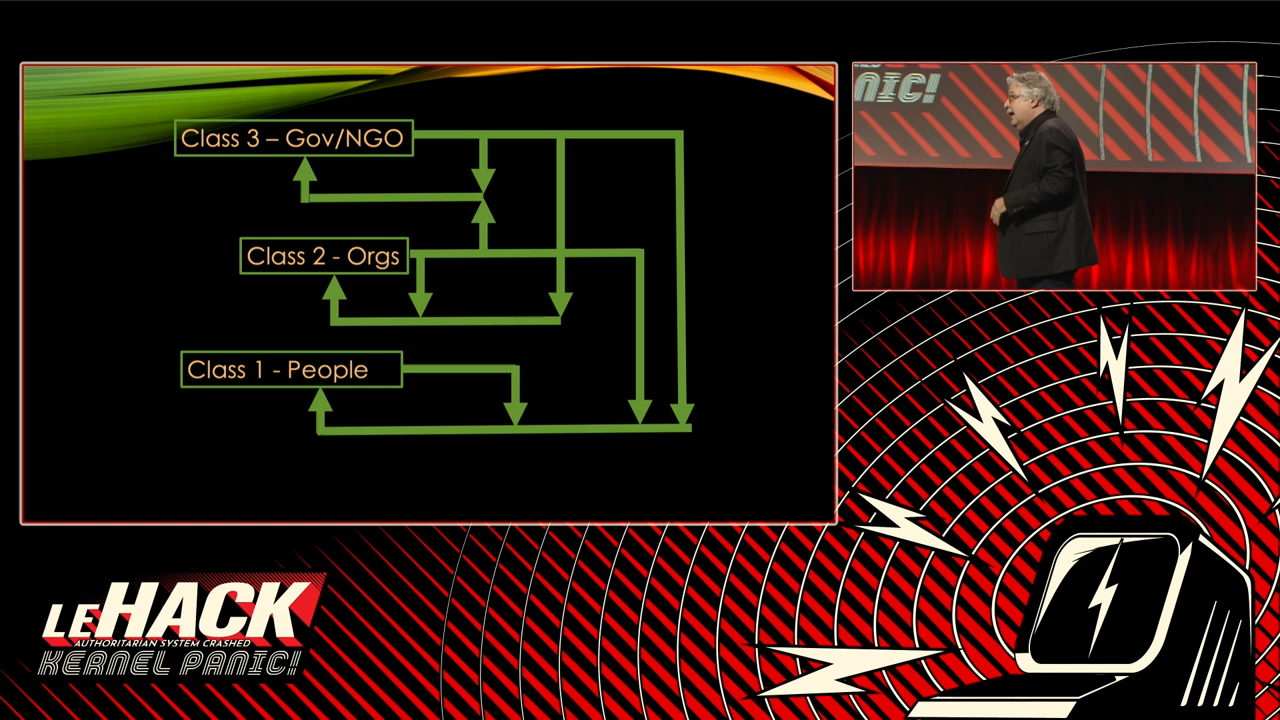 Class 3 – Gov/NGO
Class 2 - Orgs
Class 1 - People
NIC!
LEHACK
AUTHORITARIAN SYSTEM CRASHED
KERNEL PANIC!